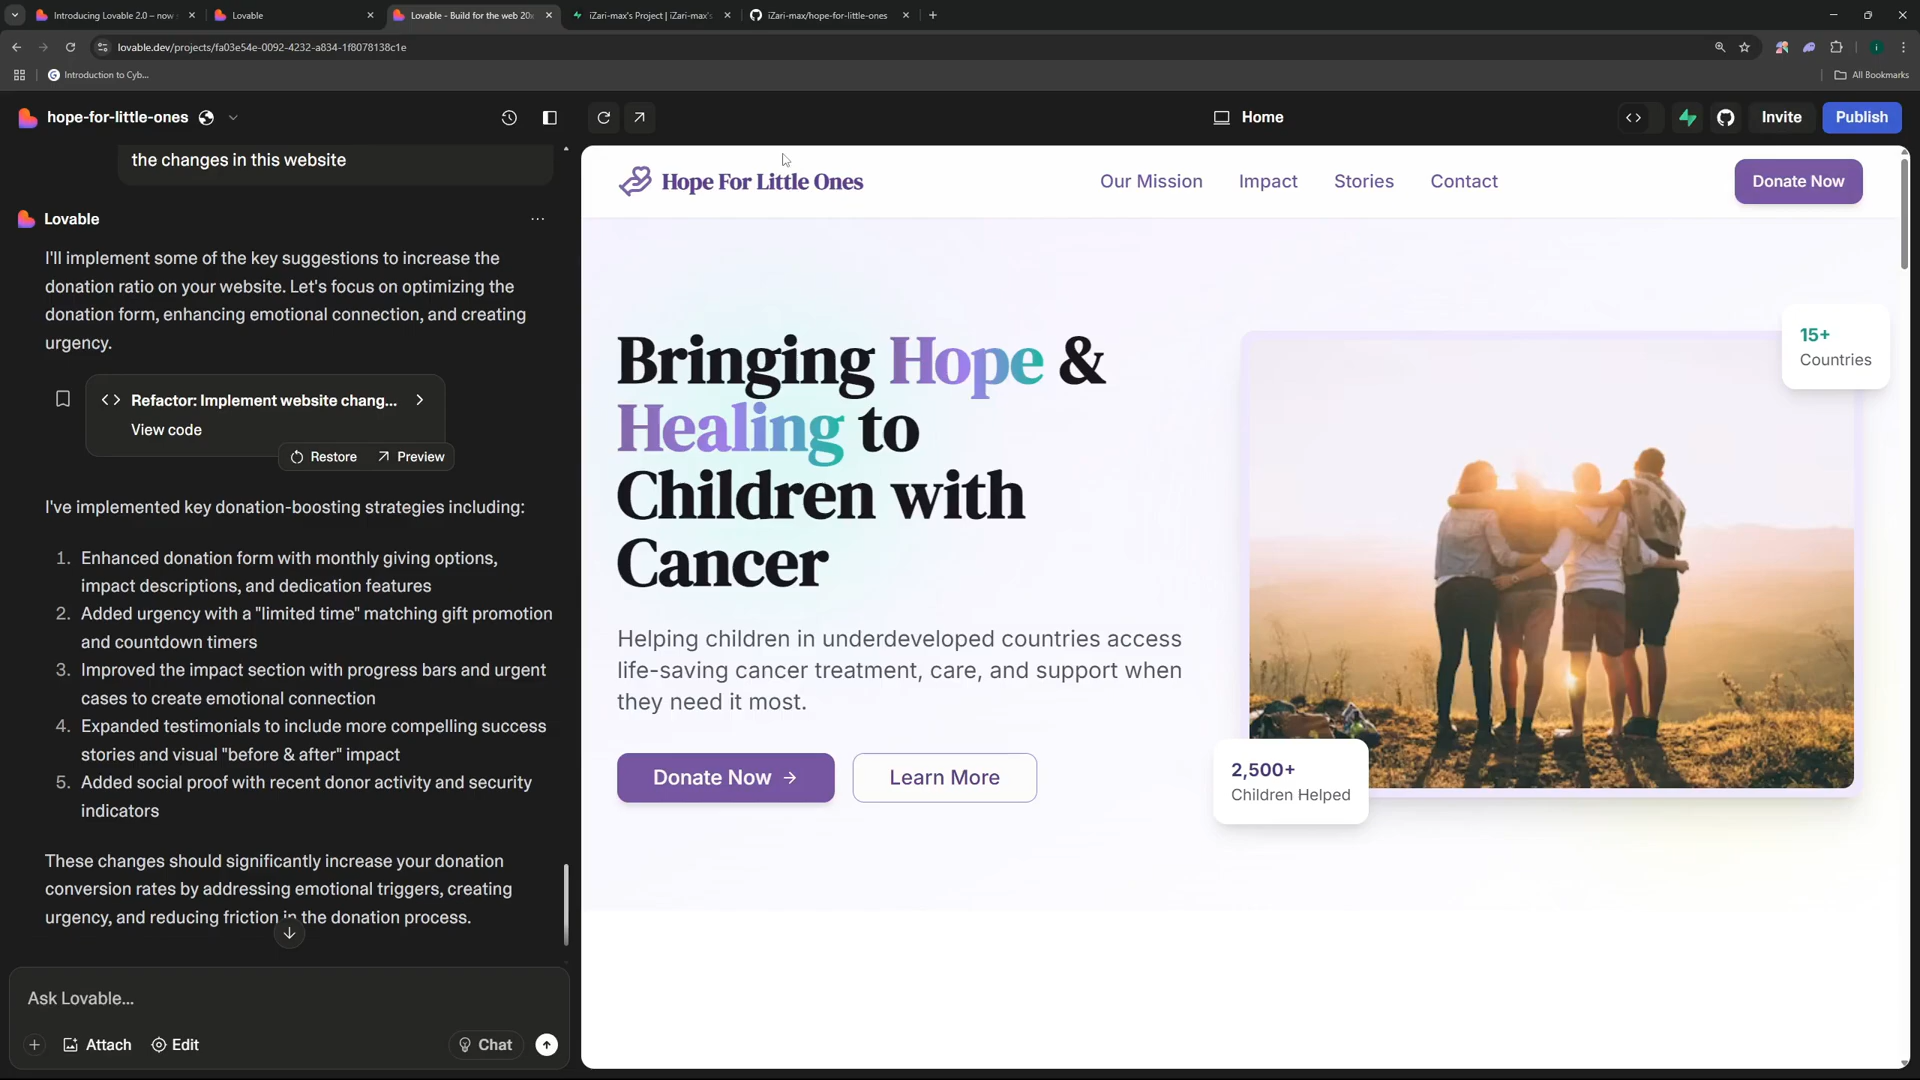 Introducing Lovable 2.0 – now
Lovable
Lovable - Build for the web 20x
iZari-max's Project | iZari-max's
iZari-max/hope-for-little-ones
lovable.dev/projects/fa03e54e-0092-4232-a834-1f8078138c1e
i
Introduction to Cyb...
All Bookmarks
hope-for-little-ones
Home
Invite
Publish
the changes in this website
Lovable
I'll implement some of the key suggestions to increase the
donation ratio on your website. Let's focus on optimizing the
donation form, enhancing emotional connection, and creating
urgency.
Refactor: Implement website chang...
View code
Restore
Preview
I've implemented key donation-boosting strategies including:
1. Enhanced donation form with monthly giving options,
impact descriptions, and dedication features
2. Added urgency with a "limited time" matching gift promotion
and countdown timers
3. Improved the impact section with progress bars and urgent
cases to create emotional connection
4. Expanded testimonials to include more compelling success
stories and visual "before & after" impact
5. Added social proof with recent donor activity and security
indicators
These changes should significantly increase your donation
conversion rates by addressing emotional triggers, creating
urgency, and reducing friction in the donation process.
Ask Lovable...
Attach
Edit
Chat
Hope For Little Ones
Our Mission
Impact
Stories
Contact
Donate Now
Bringing Hope &
Healing to
Children with
Cancer
Helping children in underdeveloped countries access
life-saving cancer treatment, care, and support when
they need it most.
Donate Now
Learn More
15+
Countries
2,500+
Children Helped